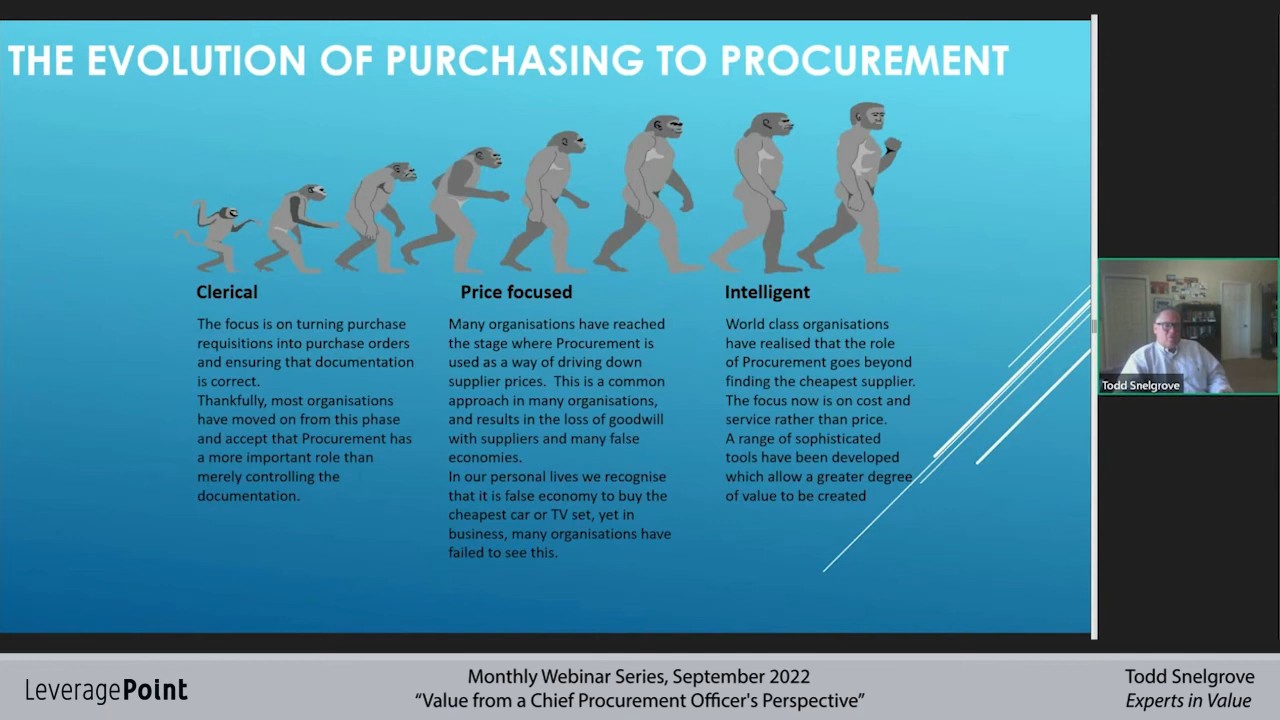 THE EVOLUTION OF PURCHASING TO PROCUREMENT
Clerical
The focus is on turning purchase
requisitions into purchase orders
and ensuring that documentation
is correct.
Thankfully, most organisations
have moved on from this phase
and accept that Procurement has
a more important role than
merely controlling the
documentation.
Price focused
Many organisations have reached
the stage where Procurement is
used as a way of driving down
supplier prices.  This is a common
approach in many organisations,
and results in the loss of goodwill
with suppliers and many false
economies.
In our personal lives we recognise
that it is false economy to buy the
cheapest car or TV set, yet in
business, many organisations have
failed to see this.
Intelligent
World class organisations
have realised that the role
of Procurement goes beyond
finding the cheapest supplier.
The focus now is on cost and
service rather than price.
A range of sophisticated
tools have been developed
which allow a greater degree
of value to be created
Todd Snelgrove
LeveragePoint
Monthly Webinar Series, September 2022
“Value from a Chief Procurement Officer's Perspective”
Todd Snelgrove
Experts in Value